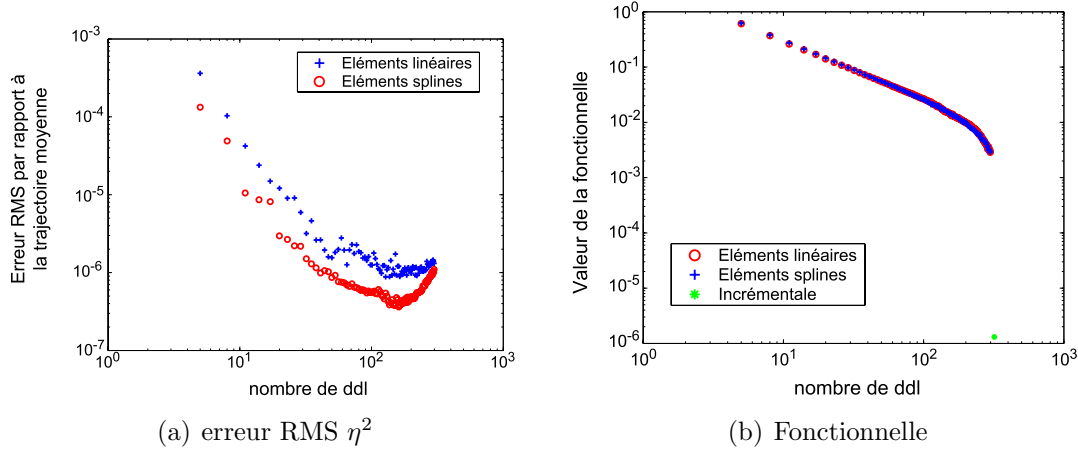 10^-3
10^-4
10^-5
10^-6
10^-7
Erreur RMS par rapport à
la trajectoire moyenne
Eléments linéaires
Eléments splines
10^0
10^1
10^2
10^3
nombre de ddl
(a) erreur RMS η^2
10^0
10^-1
10^-2
10^-3
10^-4
10^-5
10^-6
Valeur de la fonctionnelle
Eléments linéaires
Eléments splines
Incrémentale
10^0
10^1
10^2
10^3
nombre de ddl
(b) Fonctionnelle